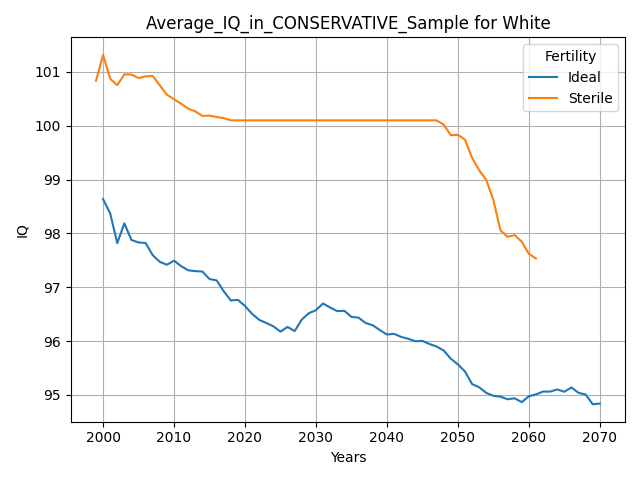 Average_IQ_in_CONSERVATIVE_Sample for White
Fertility
Ideal
Sterile
IQ
101
100
99
98
97
96
95
2000 2010 2020 2030 2040 2050 2060 2070
Years